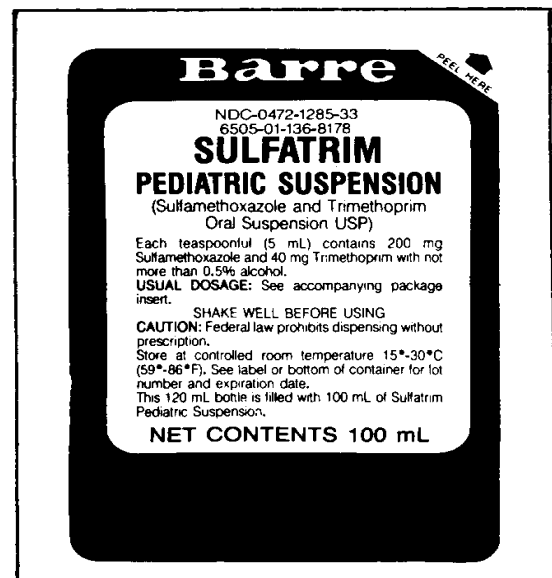 Barre
PEEL HERE
NDC-0472-1285-33
6505-01-136-8178
SULFATRIM
PEDIATRIC SUSPENSION
(Sulfamethoxazole and Trimethoprim
Oral Suspension USP)
Each teaspoonful (5 mL) contains 200 mg
Sulfamethoxazole and 40 mg Trimethoprim with not
more than 0.5% alcohol.
USUAL DOSAGE: See accompanying package
insert.
SHAKE WELL BEFORE USING
CAUTION: Federal law prohibits dispensing without
prescription.
Store at controlled room temperature 15°-30°C
(59°-86°F). See label or bottom of container for lot
number and expiration date.
This 120 mL bottle is filled with 100 mL of Sulfatrim
Pediatric Suspension.
NET CONTENTS 100 mL